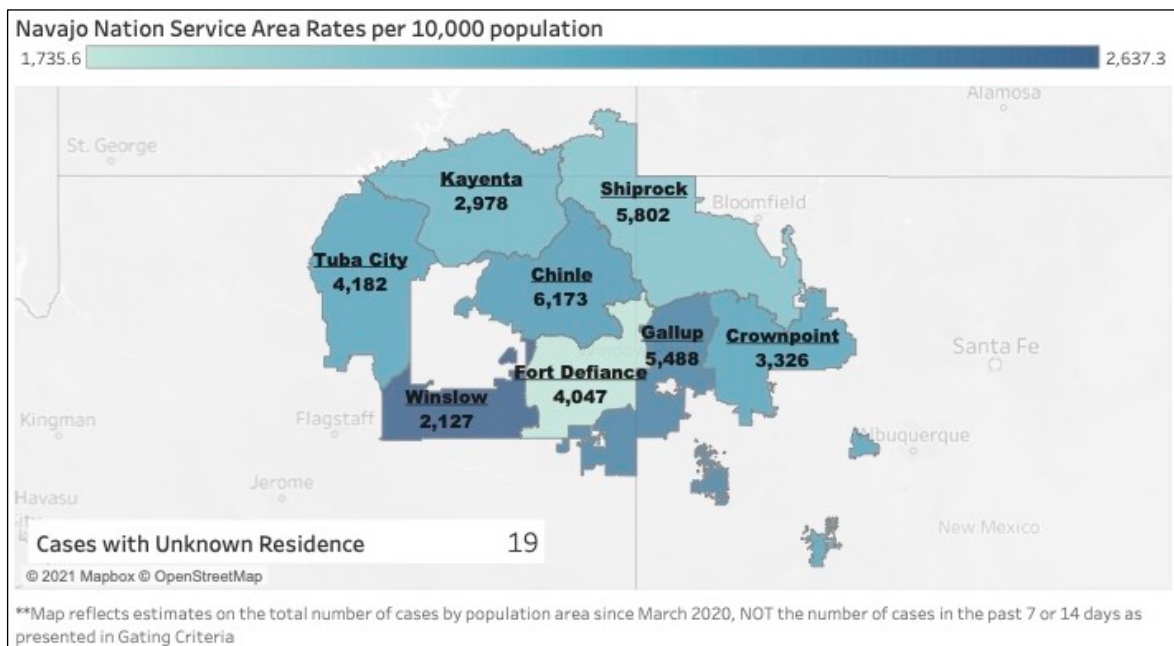 Navajo Nation Service Area Rates per 10,000 population
1,735.6
2,637.3
Alamosa
St. George
Kayenta
2,978
Shiprock
5,802
Bloomfield
Tuba City
4,182
Chinle
6,173
Gallup
5,488
Crownpoint
3,326
Santa Fe
Fort Defiance
4,047
Winslow
2,127
Kingman
Flagstaff
Albuquerque
Jerome
Havasu
New Mexico
Cases with Unknown Residence 19
© 2021 Mapbox © OpenStreetMap
**Map reflects estimates on the total number of cases by population area since March 2020, NOT the number of cases in the past 7 or 14 days as
presented in Gating Criteria